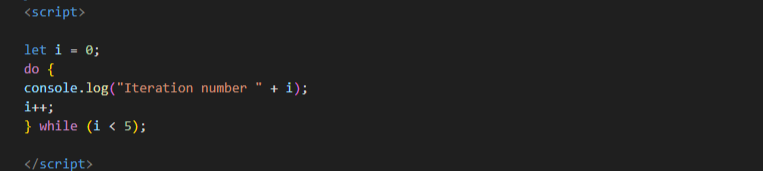 <script>
let i = 0;
do {
console.log("Iteration number " + i);
i++;
} while (i < 5);
</script>